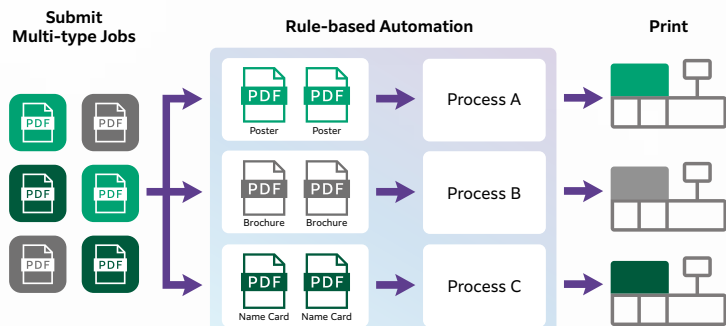 Submit
Multi-type Jobs
Rule-based Automation
Print
PDF PDF
PDF PDF
PDF PDF
PDF PDF
Poster Poster
Process A
PDF PDF
Brochure Brochure
Process B
PDF PDF
Name Card Name Card
Process C